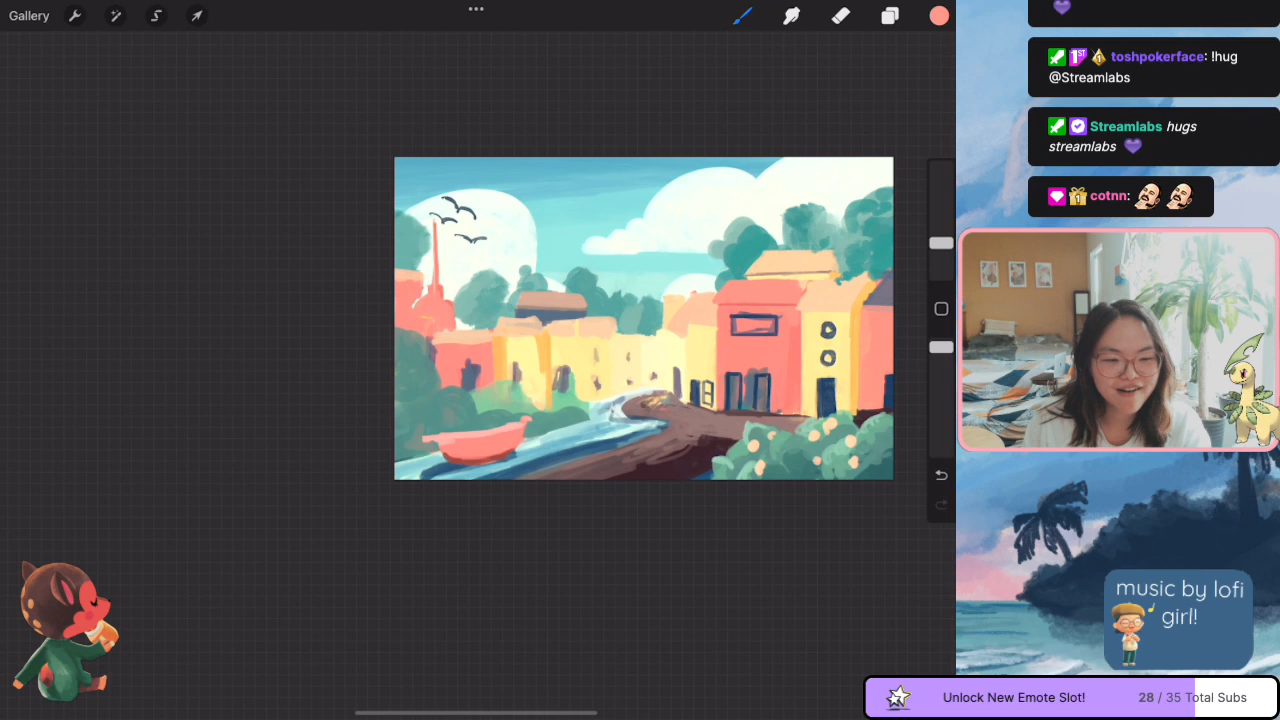 Gallery
toshpokerface: !hug
@Streamlabs
Streamlabs hugs
streamlabs
cotnn:
music by lofi
girl!
Unlock New Emote Slot! 28 / 35 Total Subs